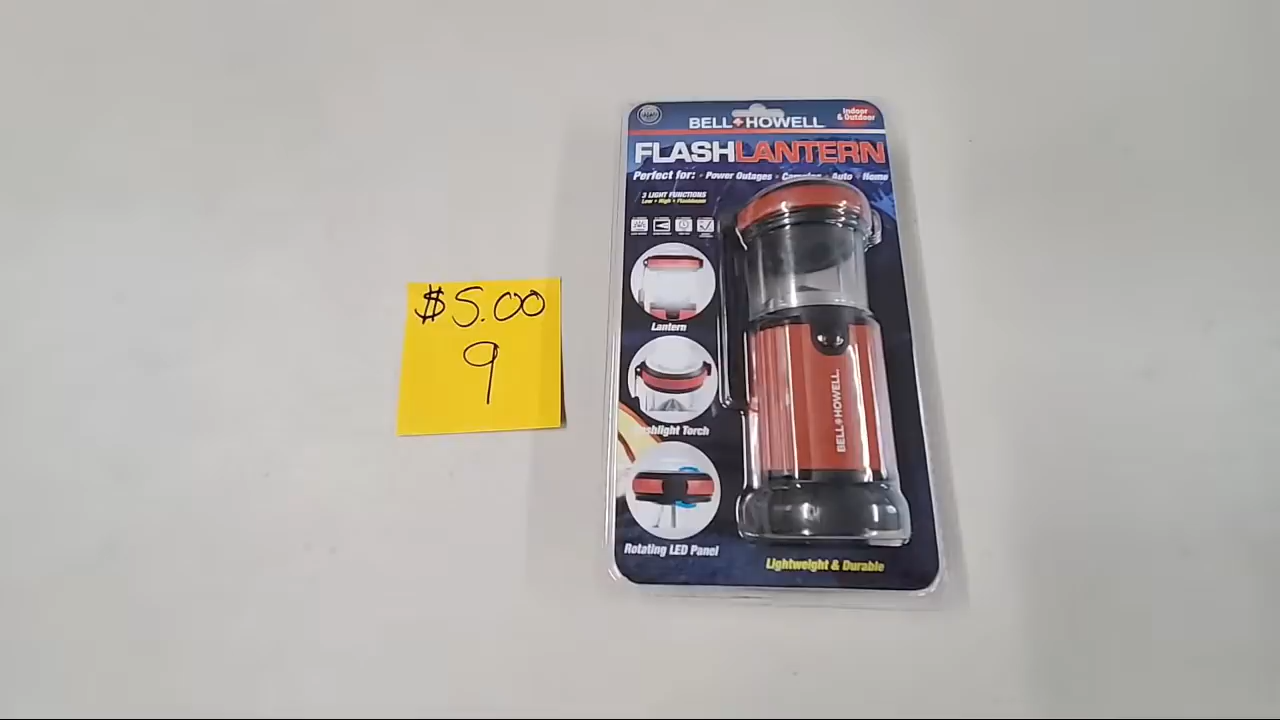 $5.00
9
BELL+HOWELL
Indoor
& Outdoor
FLASHLANTERN
Perfect for: • Power Outages • Camping • Auto • Home
3 LIGHT FUNCTIONS
Low • High • Flashbeam
Lantern
Flashlight Torch
Rotating LED Panel
BELL+HOWELL
Lightweight & Durable